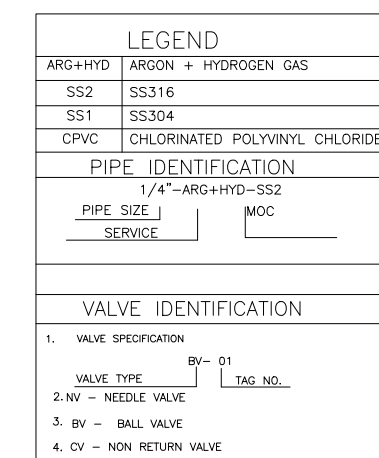 LEGEND
ARG+HYD ARGON + HYDROGEN GAS
SS2 SS316
SS1 SS304
CPVC CHLORINATED POLYVINYL CHLORIDE
PIPE IDENTIFICATION
1/4"-ARG+HYD-SS2
PIPE SIZE MOC
SERVICE
VALVE IDENTIFICATION
1. VALVE SPECIFICATION
BV- 01
VALVE TYPE TAG NO.
2. NV - NEEDLE VALVE
3. BV - BALL VALVE
4. CV - NON RETURN VALVE